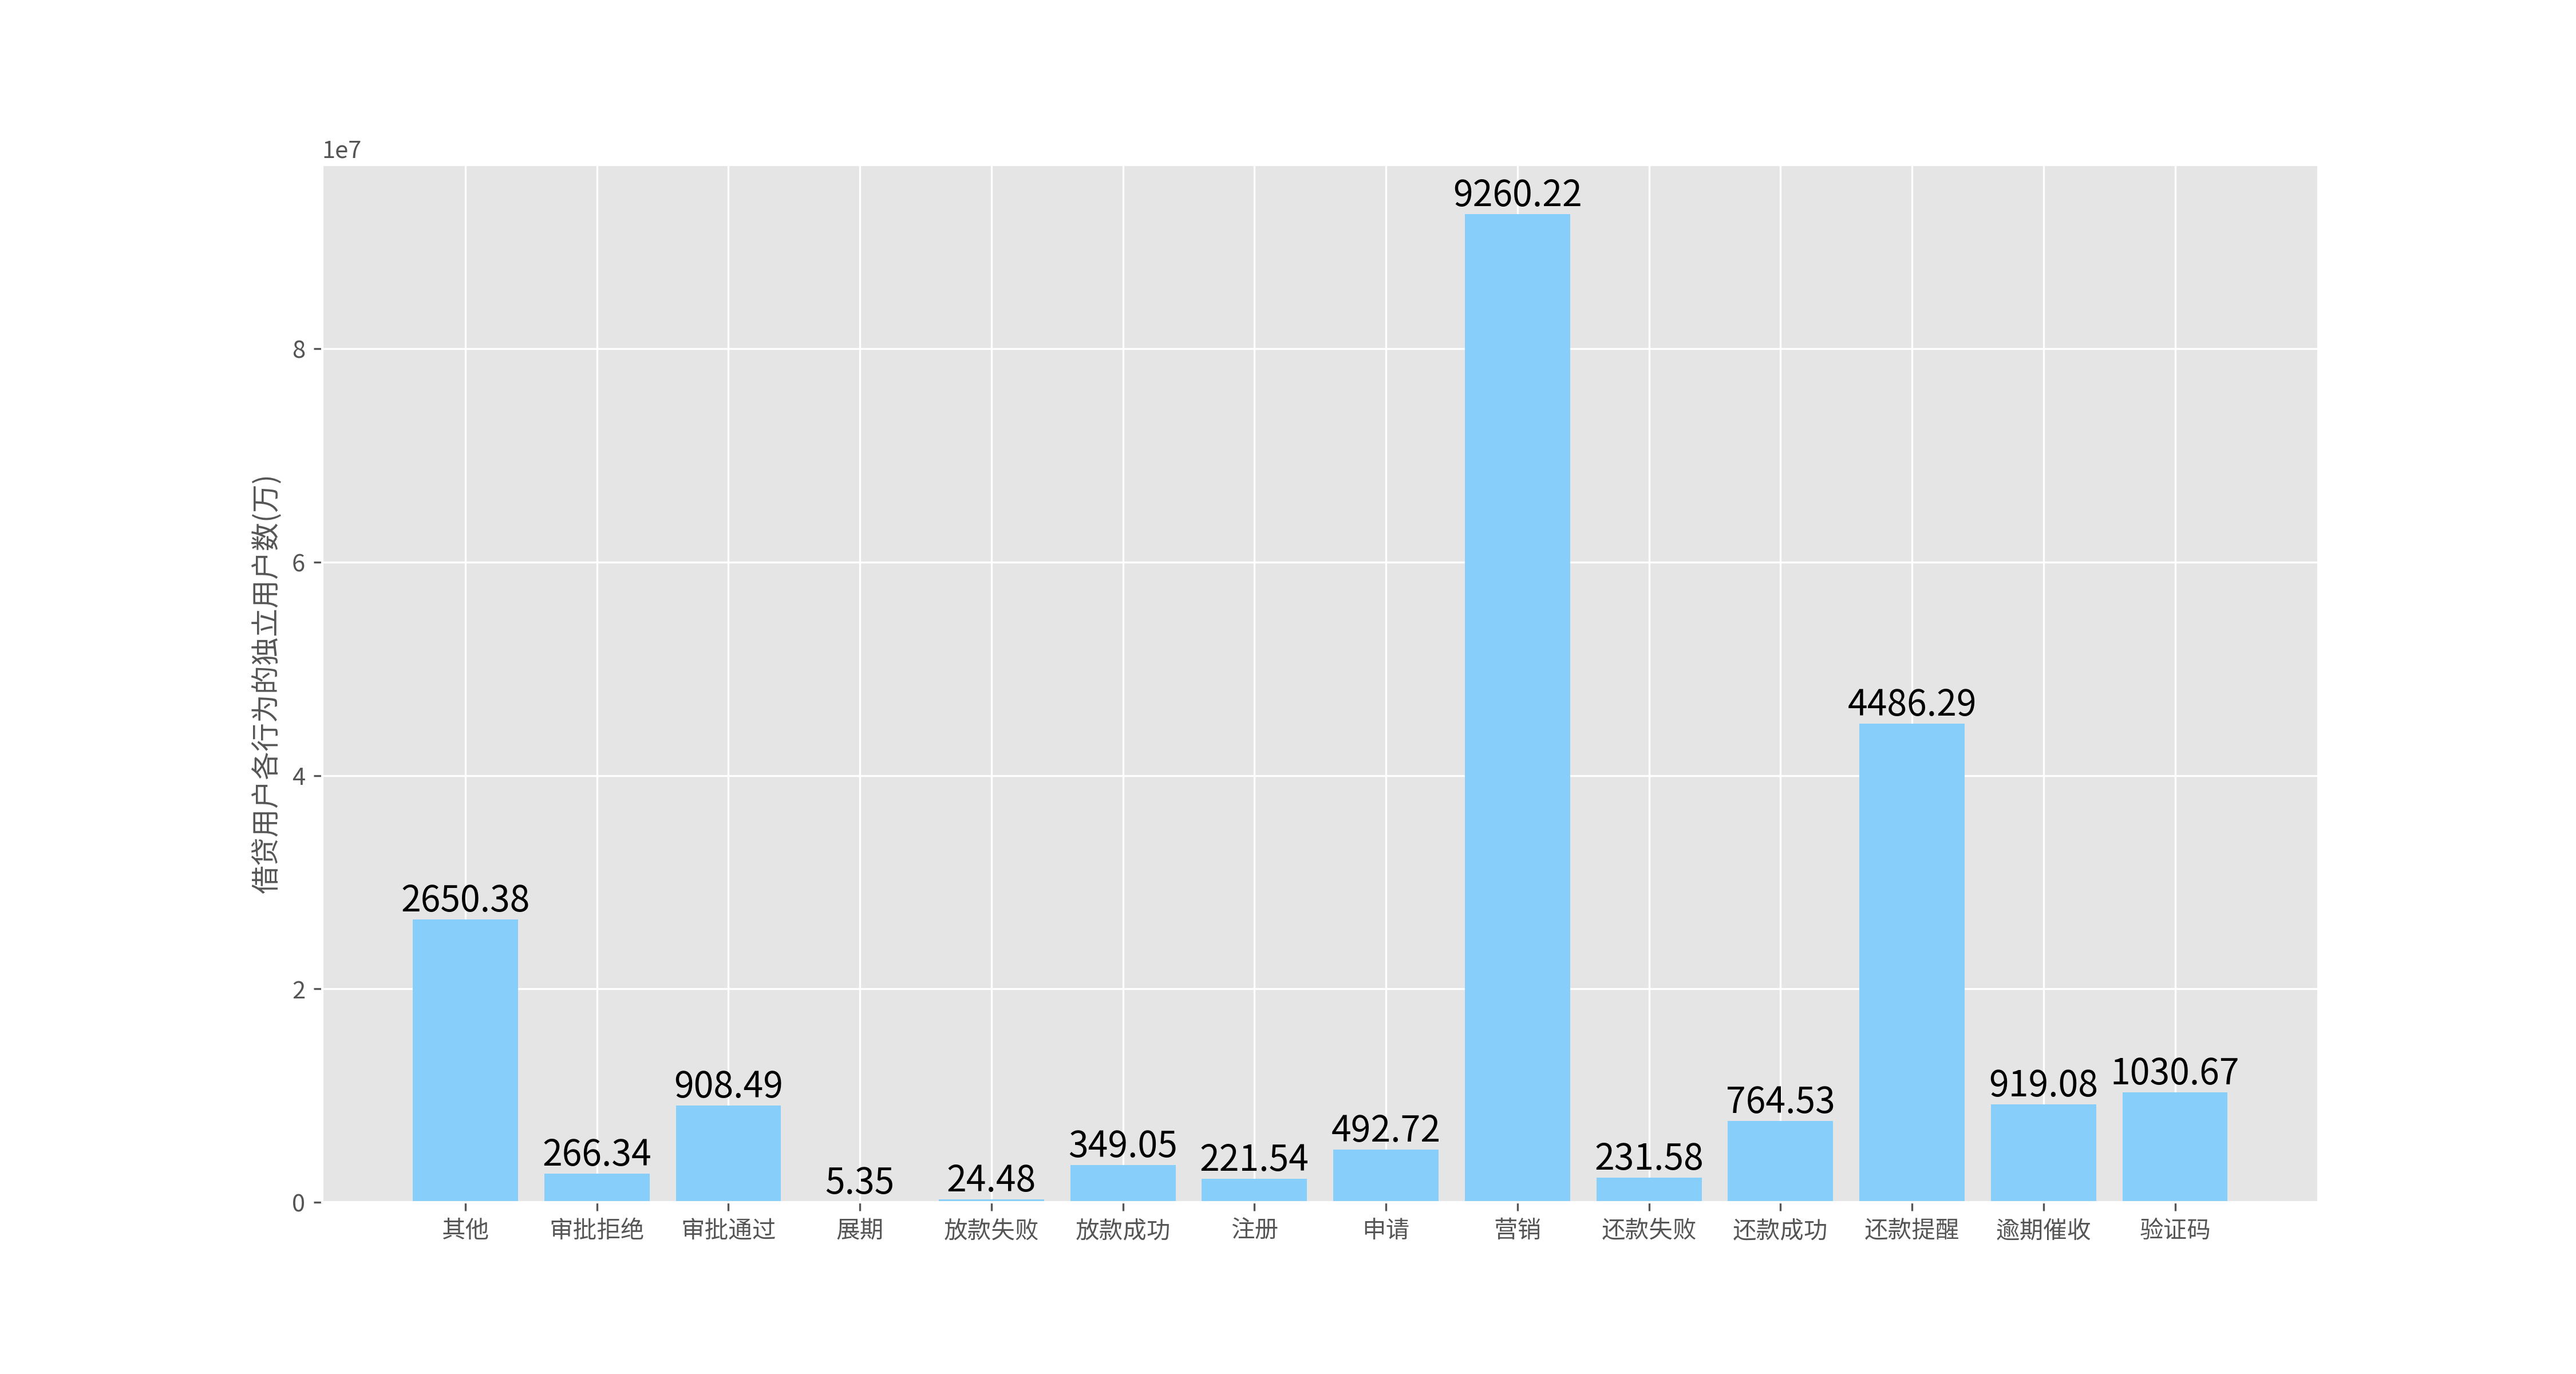 1e7
借贷用户各行为的独立用户数(万)
8
6
4
2
0
2650.38
266.34
908.49
5.35
24.48
349.05
221.54
492.72
9260.22
231.58
764.53
4486.29
919.08
1030.67
其他
审批拒绝
审批通过
展期
放款失败
放款成功
注册
申请
营销
还款失败
还款成功
还款提醒
逾期催收
验证码